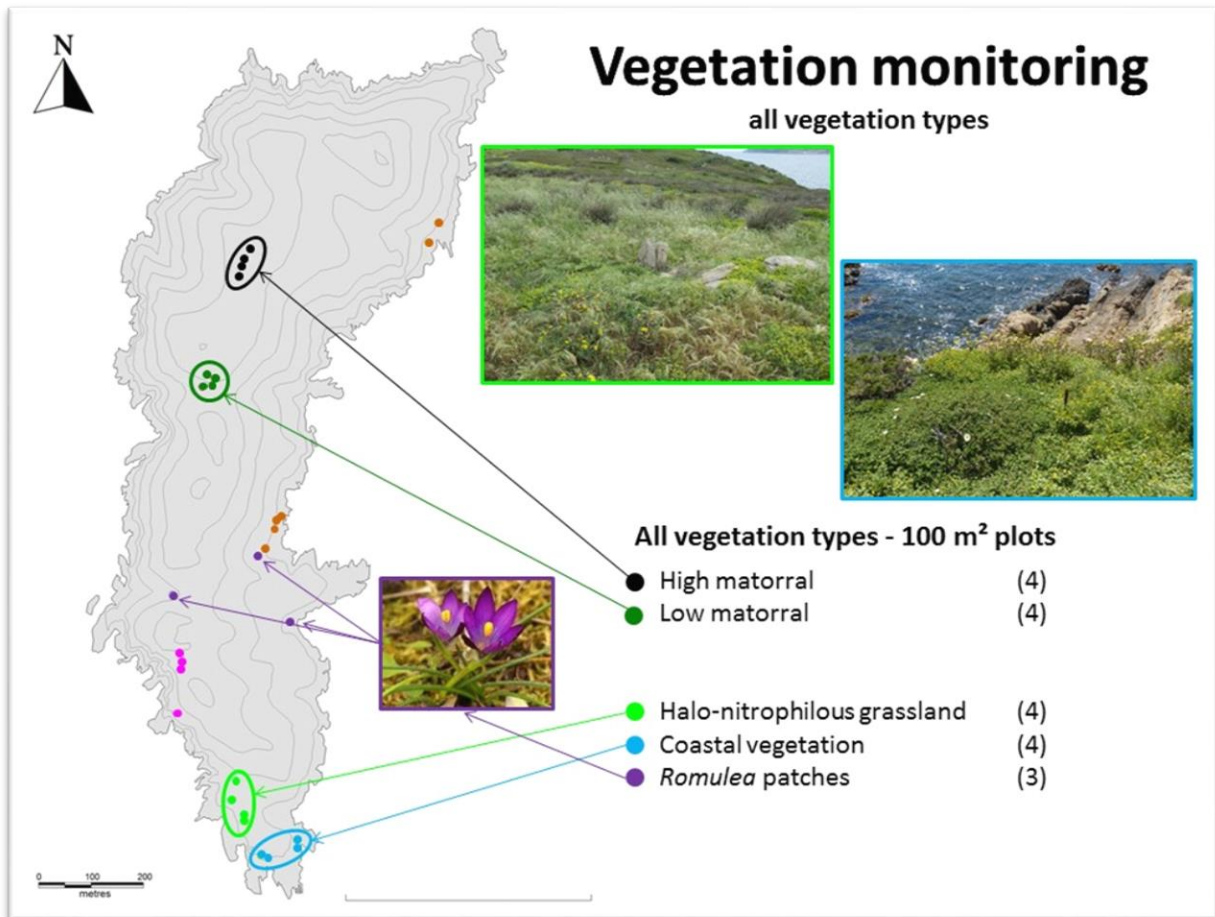 N
Vegetation monitoring
all vegetation types
All vegetation types - 100 m² plots
High matorral (4)
Low matorral (4)
Halo-nitrophilous grassland (4)
Coastal vegetation (4)
Romulea patches (3)
0 100 200
metres